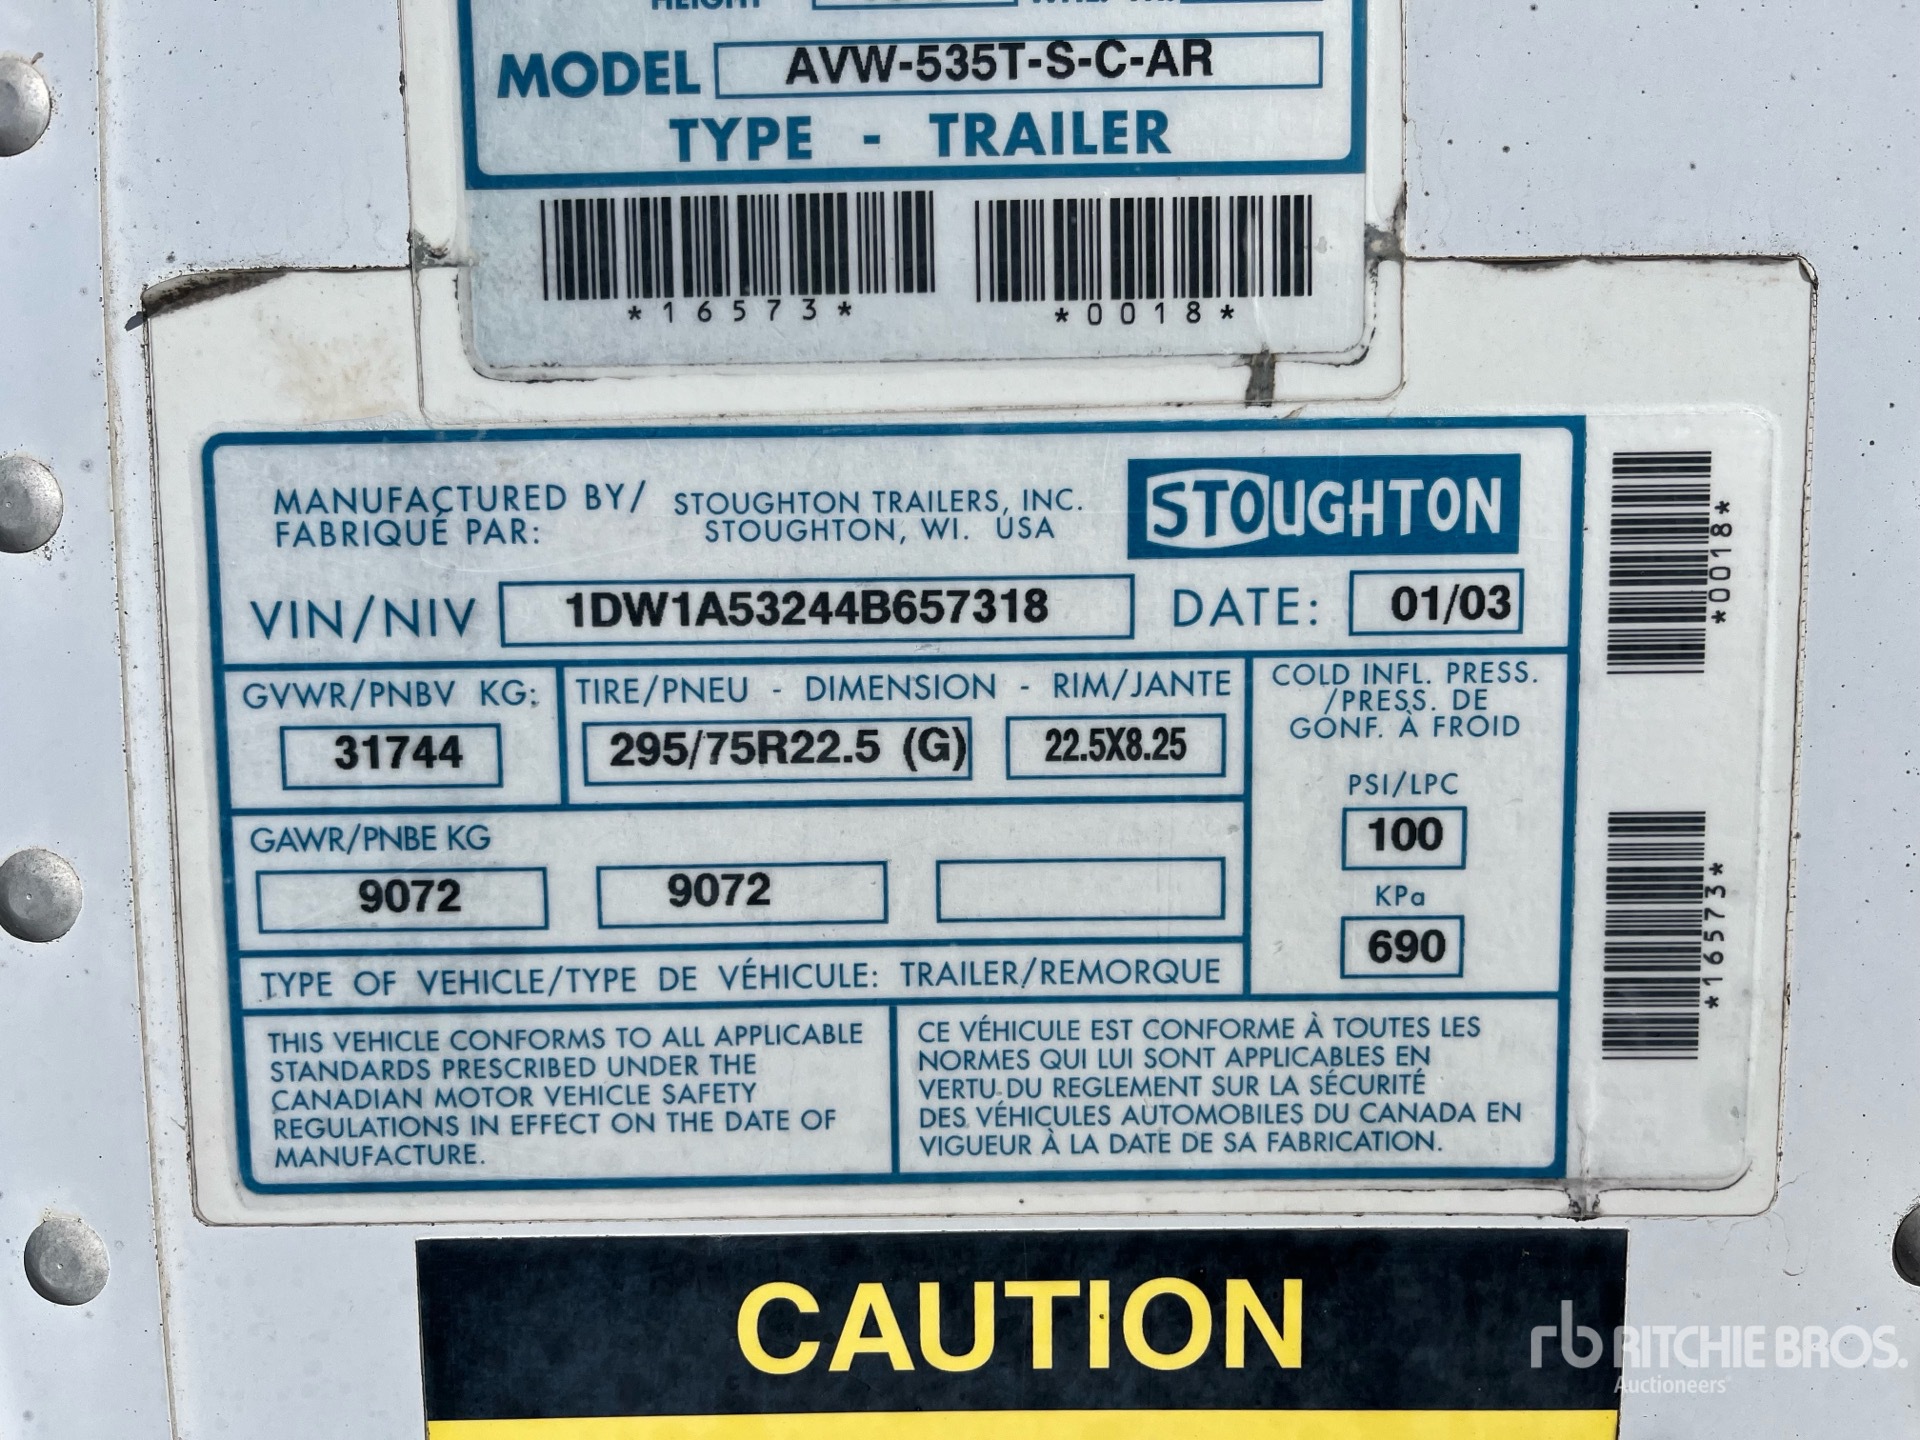 HEIGHT
MODEL AVW-535T-S-C-AR
TYPE - TRAILER
*16573* *0018*
MANUFACTURED BY/ STOUGHTON TRAILERS, INC. STOUGHTON
FABRIQUÉ PAR: STOUGHTON, WI. USA
VIN/NIV 1DW1A53244B657318 DATE: 01/03
GVWR/PNBV KG: TIRE/PNEU - DIMENSION - RIM/JANTE
31744 295/75R22.5 (G) 22.5X8.25
COLD INFL. PRESS.
/PRESS. DE
GONF. À FROID
PSI/LPC
100
KPa
690
GAWR/PNBE KG
9072 9072
TYPE OF VEHICLE/TYPE DE VÉHICULE: TRAILER/REMORQUE
THIS VEHICLE CONFORMS TO ALL APPLICABLE
STANDARDS PRESCRIBED UNDER THE
CANADIAN MOTOR VEHICLE SAFETY
REGULATIONS IN EFFECT ON THE DATE OF
MANUFACTURE.
CE VÉHICULE EST CONFORME À TOUTES LES
NORMES QUI LUI SONT APPLICABLES EN
VERTU DU REGLEMENT SUR LA SÉCURITÉ
DES VÉHICULES AUTOMOBILES DU CANADA EN
VIGUEUR À LA DATE DE SA FABRICATION.
*0018*
*16573*
CAUTION
rb RITCHIE BROS.
Auctioneers